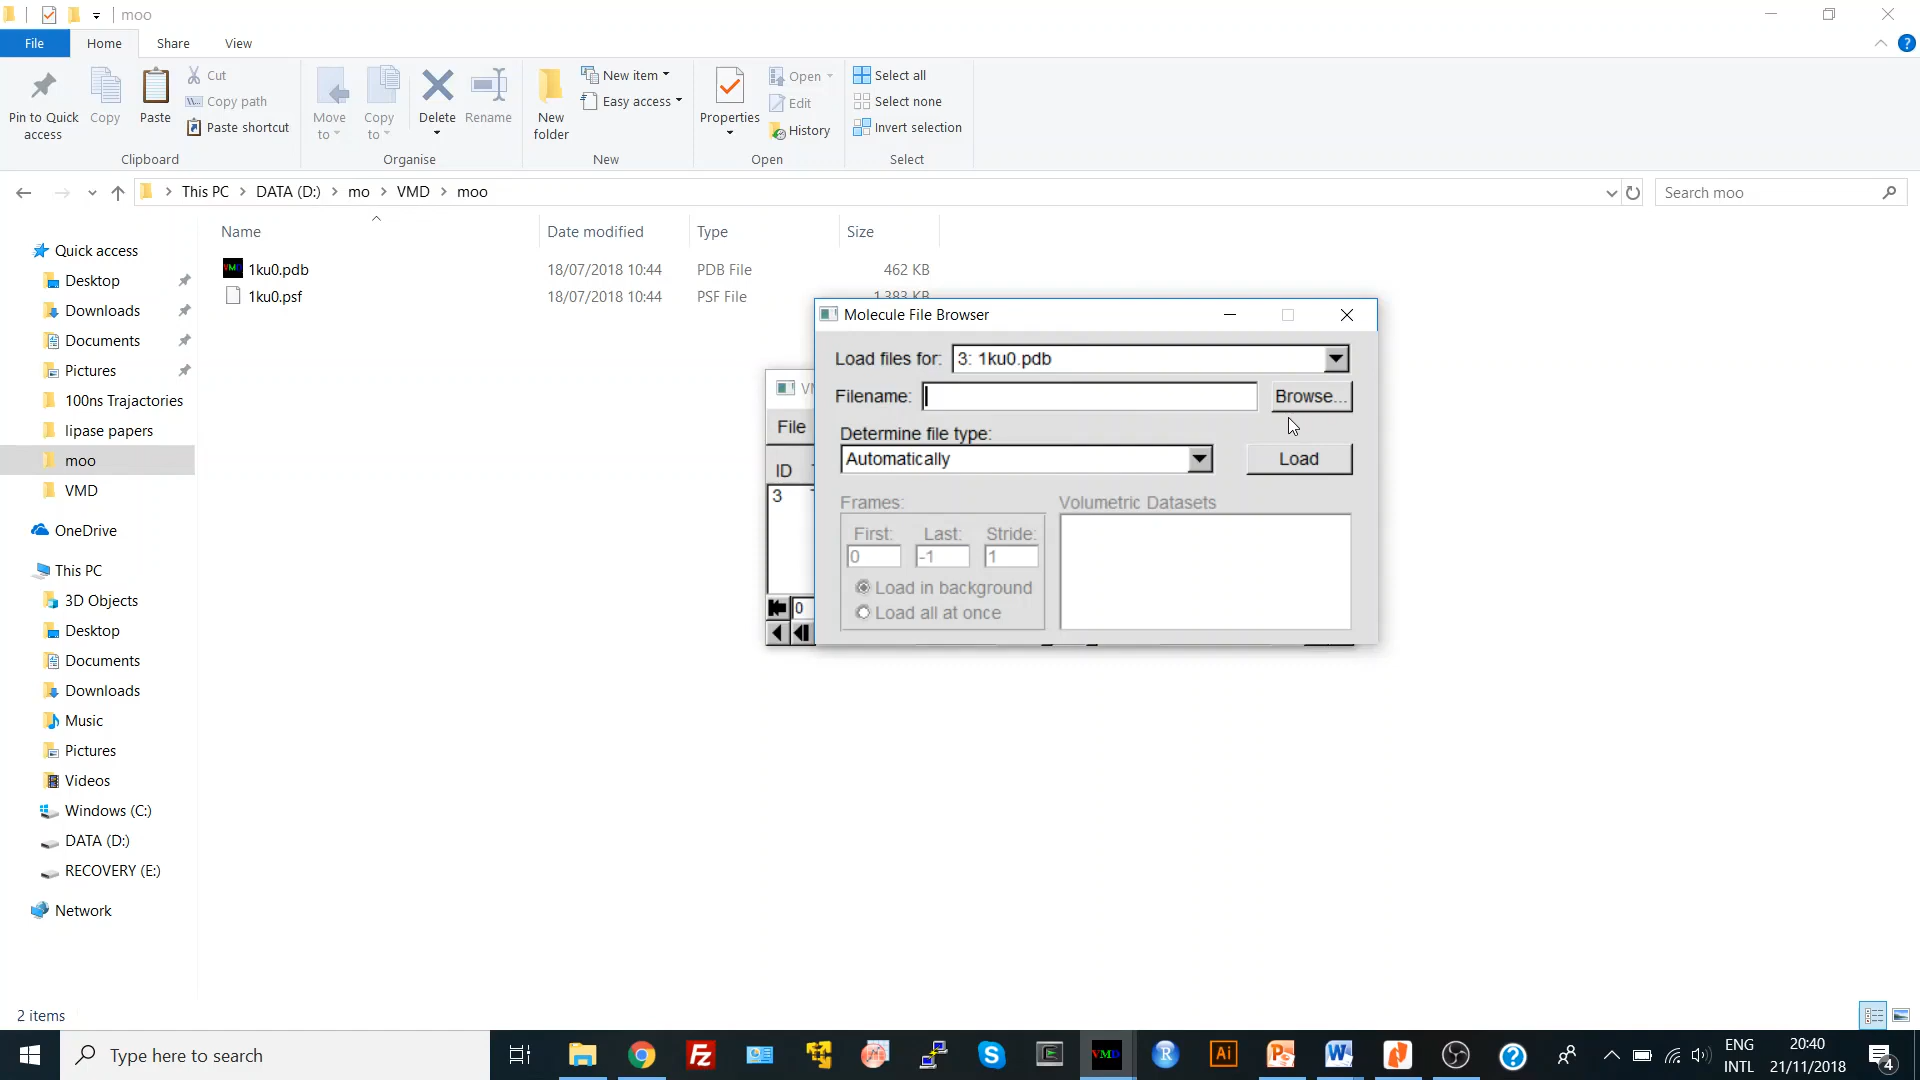 moo
File Home Share View
Pin to Quick access
Copy
Paste
Cut
Copy path
Paste shortcut
Clipboard
Move to
Copy to
Delete
Rename
Organise
New folder
New item
Easy access
New
Properties
Open
Edit
History
Open
Select all
Select none
Invert selection
Select
This PC > DATA (D:) > mo > VMD > moo
Search moo
Name Date modified Type Size
1ku0.pdb 18/07/2018 10:44 PDB File 462 KB
1ku0.psf 18/07/2018 10:44 PSF File 1 383 KB
Quick access
Desktop
Downloads
Documents
Pictures
100ns Trajactories
lipase papers
moo
VMD
OneDrive
This PC
3D Objects
Desktop
Documents
Downloads
Music
Pictures
Videos
Windows (C:)
DATA (D:)
RECOVERY (E:)
Network
File
ID
3
0
Molecule File Browser
Load files for: 3: 1ku0.pdb
Filename: Browse...
Determine file type:
Automatically Load
Frames: Volumetric Datasets
First: Last: Stride:
0 -1 1
Load in background
Load all at once
2 items
Type here to search
VMD
ENG
INTL
20:40
21/11/2018
4